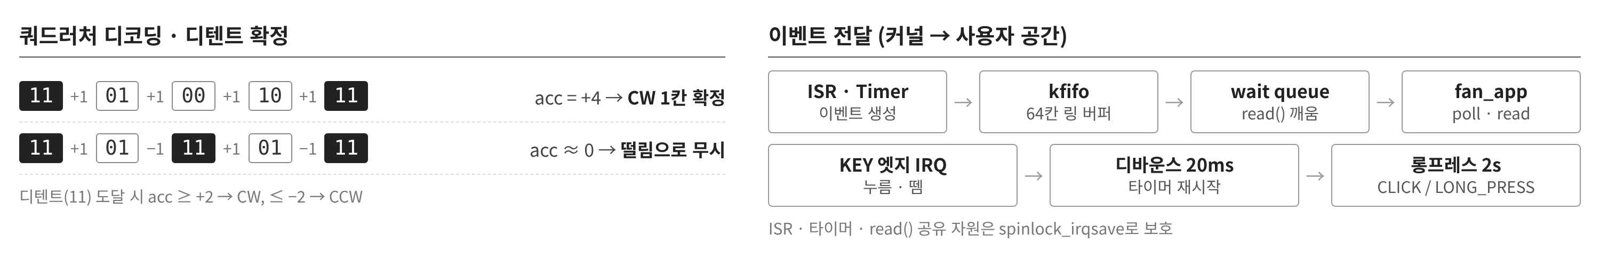 쿼드러처 디코딩 · 디텐트 확정
11 +1 01 +1 00 +1 10 +1 11 acc = +4 → CW 1칸 확정
11 +1 01 −1 11 +1 01 −1 11 acc ≈ 0 → 떨림으로 무시
디텐트(11) 도달 시 acc ≥ +2 → CW, ≤ −2 → CCW
이벤트 전달 (커널 → 사용자 공간)
ISR · Timer → kfifo → wait queue → fan_app
이벤트 생성 64칸 링 버퍼 read() 깨움 poll · read
KEY 엣지 IRQ → 디바운스 20ms → 롱프레스 2s
누름 · 뗌 타이머 재시작 CLICK / LONG_PRESS
ISR · 타이머 · read() 공유 자원은 spinlock_irqsave로 보호